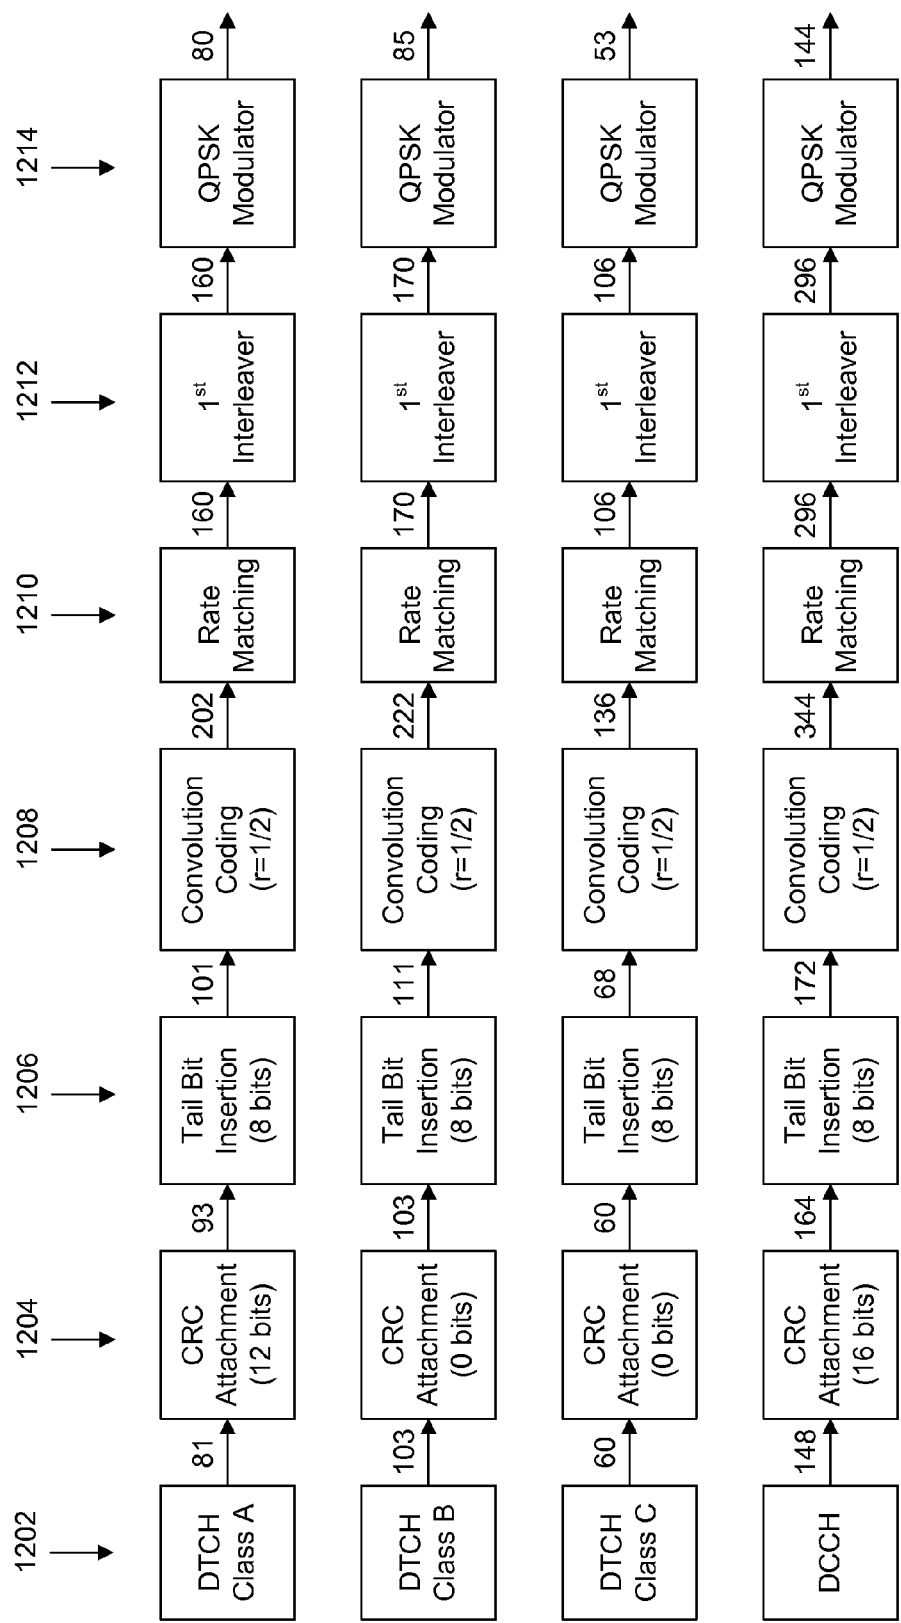 1202
1204
1206
1208
1210
1212
1214
DTCH
Class A
81
CRC
Attachment
(12 bits)
93
Tail Bit
Insertion
(8 bits)
101
Convolution
Coding
(r=1/2)
202
Rate
Matching
160
1st
Interleaver
160
QPSK
Modulator
80
DTCH
Class B
103
CRC
Attachment
(0 bits)
103
Tail Bit
Insertion
(8 bits)
111
Convolution
Coding
(r=1/2)
222
Rate
Matching
170
1st
Interleaver
170
QPSK
Modulator
85
DTCH
Class C
60
CRC
Attachment
(0 bits)
60
Tail Bit
Insertion
(8 bits)
68
Convolution
Coding
(r=1/2)
136
Rate
Matching
106
1st
Interleaver
106
QPSK
Modulator
53
DCCH
148
CRC
Attachment
(16 bits)
164
Tail Bit
Insertion
(8 bits)
172
Convolution
Coding
(r=1/2)
344
Rate
Matching
296
1st
Interleaver
296
QPSK
Modulator
144